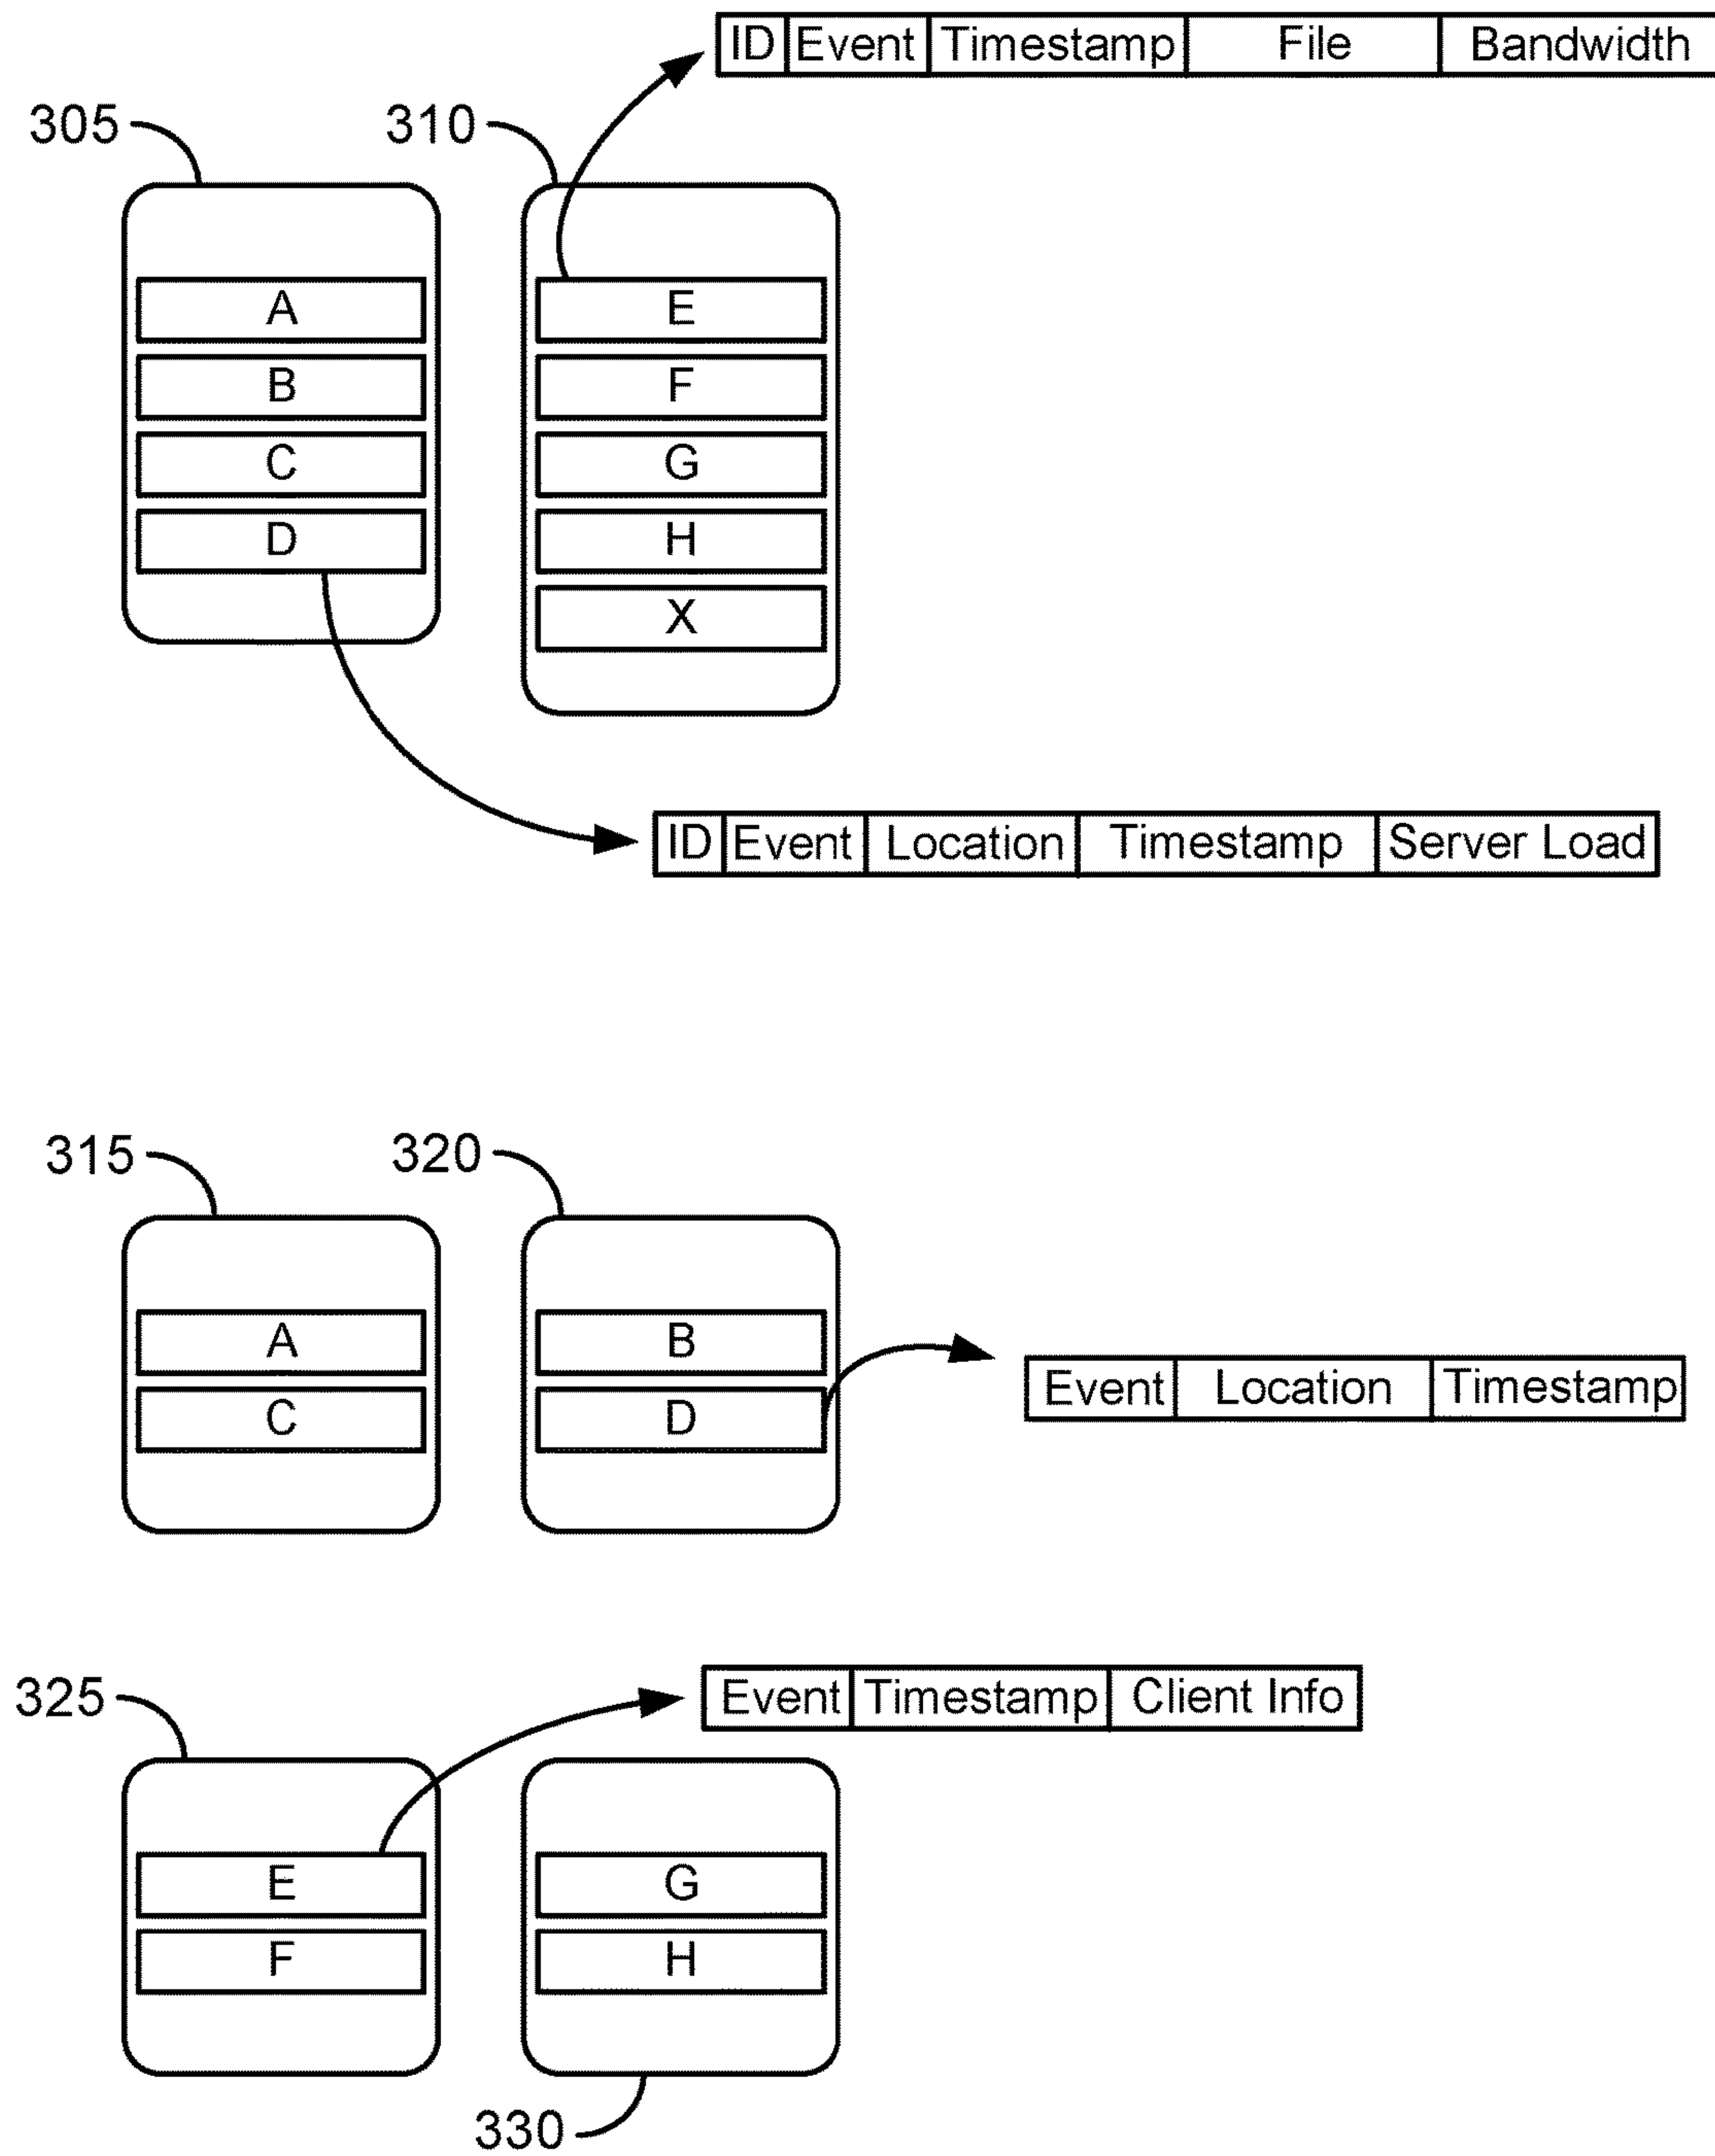 ID Event Timestamp File Bandwidth
305 310
A E
B F
C G
D H
X
ID Event Location Timestamp Server Load
315 320
A B
C D
Event Location Timestamp
325
Event Timestamp Client Info
E G
F H
330